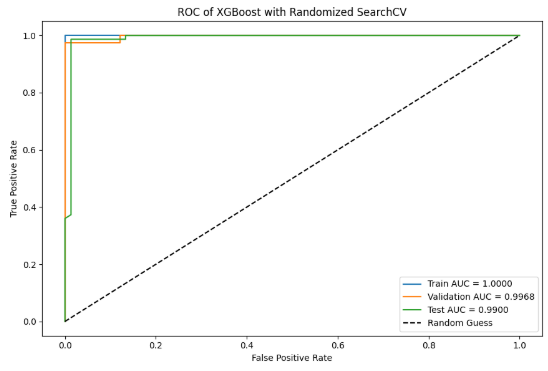 ROC of XGBoost with Randomized SearchCV
True Positive Rate
1.0
0.8
0.6
0.4
0.2
0.0
0.0
0.2
0.4
0.6
0.8
1.0
False Positive Rate
Train AUC = 1.0000
Validation AUC = 0.9968
Test AUC = 0.9900
Random Guess